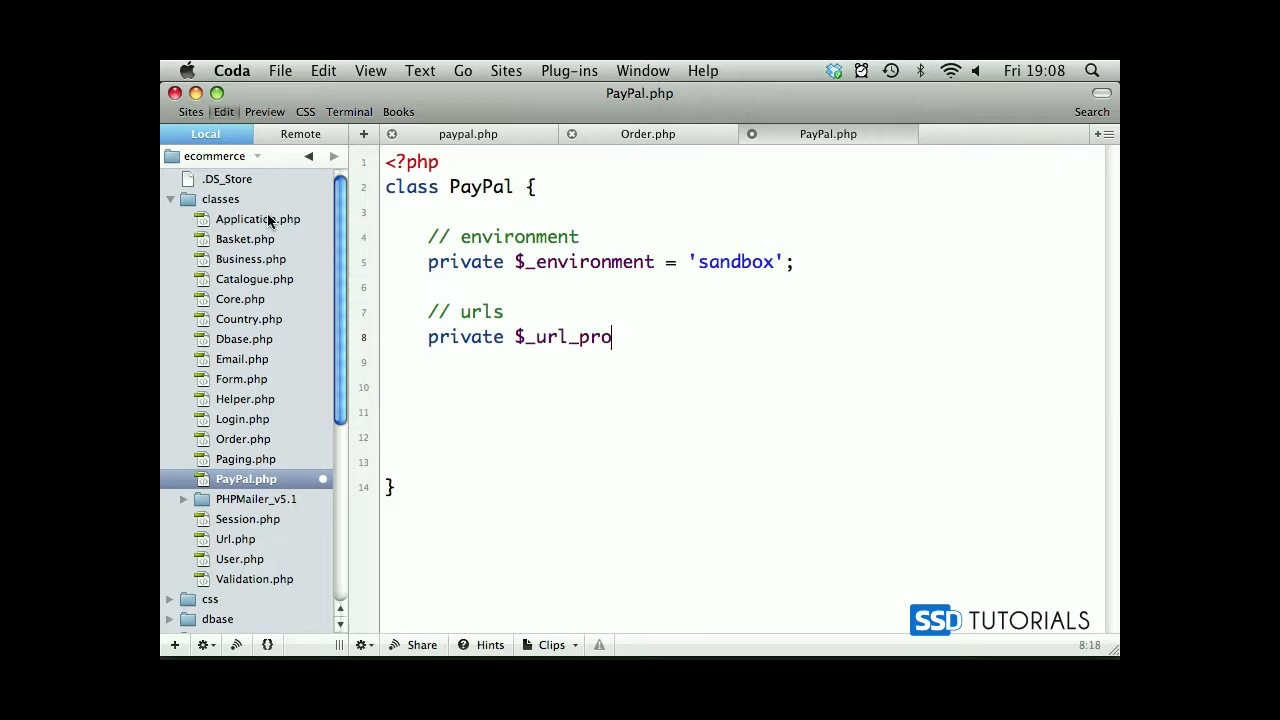 Coda File Edit View Text Go Sites Plug-ins Window Help Fri 19:08
PayPal.php
Sites Edit Preview CSS Terminal Books Search
Local Remote + paypal.php Order.php PayPal.php
ecommerce
.DS_Store
classes
Application.php
Basket.php
Business.php
Catalogue.php
Core.php
Country.php
Dbase.php
Email.php
Form.php
Helper.php
Login.php
Order.php
Paging.php
PayPal.php
PHPMailer_v5.1
Session.php
Url.php
User.php
Validation.php
css
dbase
1 <?php
2 class PayPal {
3
4 // environment
5 private $_environment = 'sandbox';
6
7 // urls
8 private $_url_pro
9
10
11
12
13
14 }
SSD TUTORIALS
Share Hints Clips 8:18